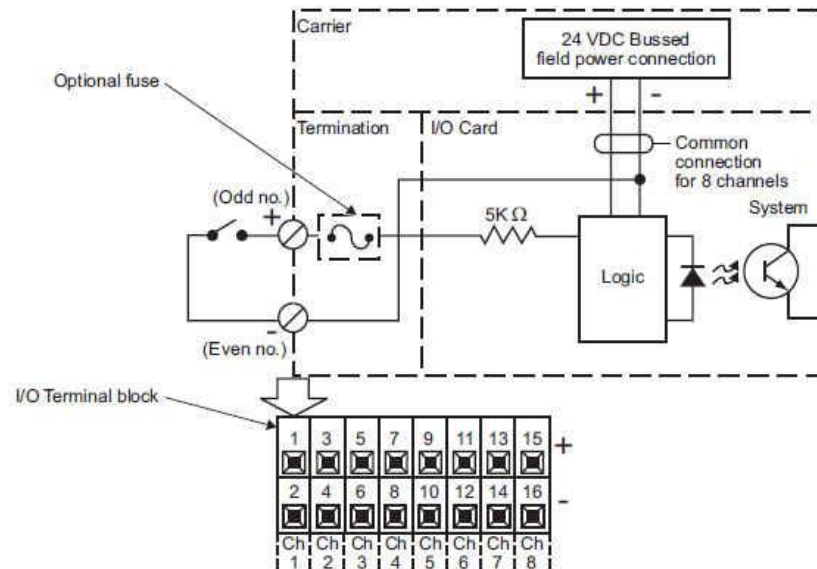 Carrier
24 VDC Bussed
field power connection
Optional fuse
+ -
Termination
I/O Card
Common
connection
for 8 channels
(Odd no.)
+
5K Ω
System
Logic
-
(Even no.)
I/O Terminal block
1 3 5 7 9 11 13 15 +
2 4 6 8 10 12 14 16 -
Ch Ch Ch Ch Ch Ch Ch Ch
1 2 3 4 5 6 7 8